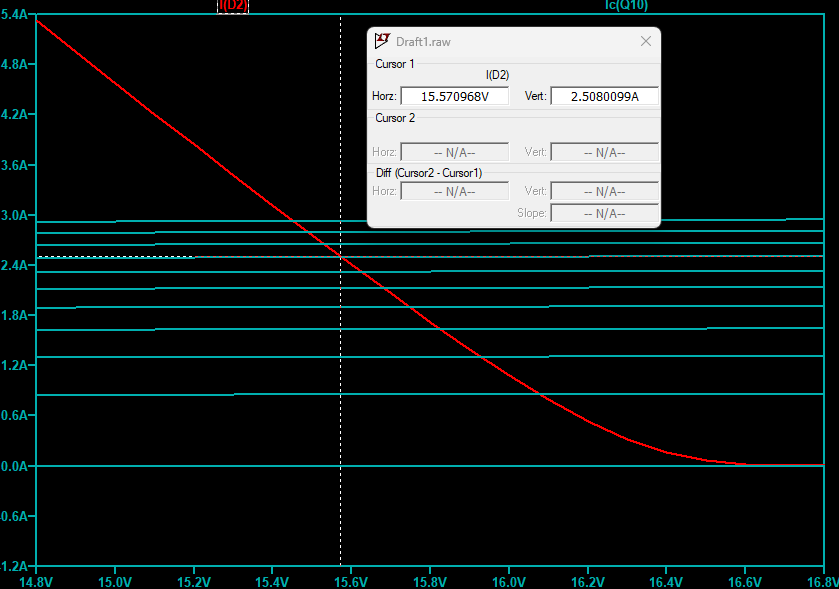 I(D2) Ic(Q10)
5.4A
Draft1.raw
4.8A
Cursor 1
I(D2)
Horz: 15.570968V Vert: 2.5080099A
4.2A
Cursor 2
Horz: -- N/A-- Vert: -- N/A--
3.6A
Diff (Cursor2 - Cursor1)
Horz: -- N/A-- Vert: -- N/A--
Slope: -- N/A--
3.0A
2.4A
1.8A
1.2A
0.6A
0.0A
0.6A
1.2A
14.8V 15.0V 15.2V 15.4V 15.6V 15.8V 16.0V 16.2V 16.4V 16.6V 16.8V